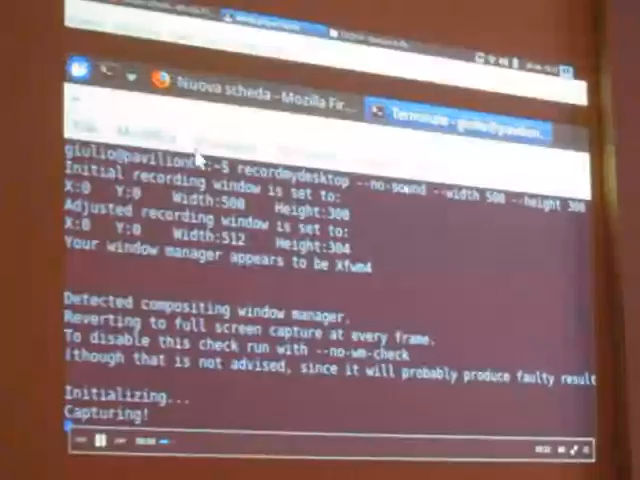 Nuova scheda - Mozilla Fir...
Terminale - giulio@pavilion...
giulio@pavilion :~$ recordmydesktop --no-sound --width 500 --height 300
Initial recording window is set to:
X:0 Y:0 Width:500 Height:300
Adjusted recording window is set to:
X:0 Y:0 Width:512 Height:304
Your window manager appears to be Xfwm4
Detected compositing window manager.
Reverting to full screen capture at every frame.
To disable this check run with --no-wm-check
(though that is not advised, since it will probably produce faulty result
Initializing...
Capturing!